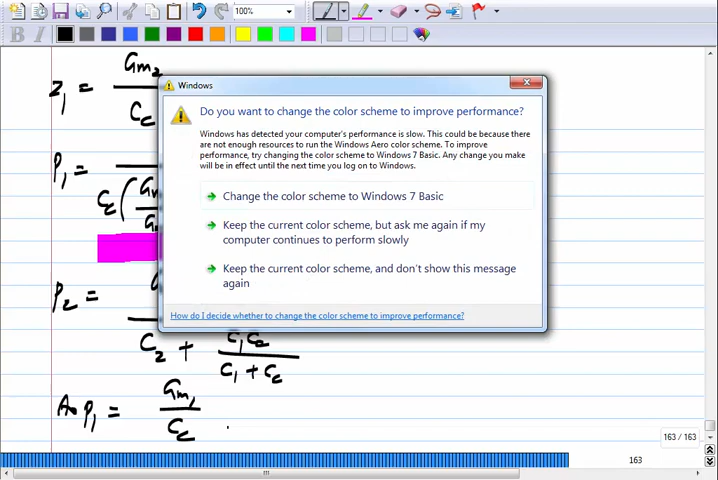 100%
B I
z₁ = Gm₂
Cc
Windows
Do you want to change the color scheme to improve performance?
Windows has detected your computer's performance is slow. This could be because there
are not enough resources to run the Windows Aero color scheme. To improve
performance, try changing the color scheme to Windows 7 Basic. Any change you make
will be in effect until the next time you log on to Windows.
Change the color scheme to Windows 7 Basic
Keep the current color scheme, but ask me again if my
computer continues to perform slowly
Keep the current color scheme, and don't show this message
again
How do I decide whether to change the color scheme to improve performance?
p₁ =
Cc (
p₂ =
C₂ + C₁Cc
C₁ + Cc
A₀ p₁ = Gm₁
Cc
163 / 163
163